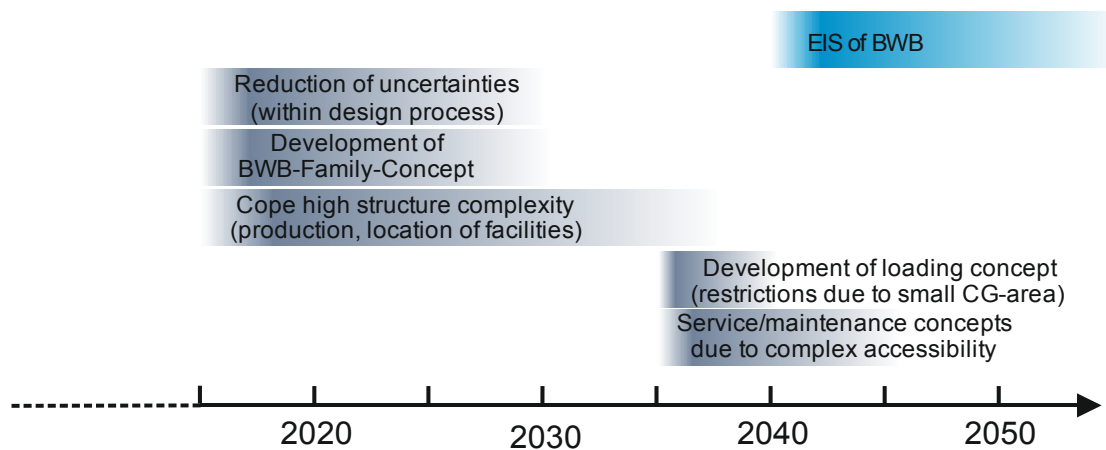 EIS of BWB
Reduction of uncertainties
(within design process)
Development of
BWB-Family-Concept
Cope high structure complexity
(production, location of facilities)
Development of loading concept
(restrictions due to small CG-area)
Service/maintenance concepts
due to complex accessibility
2020 2030 2040 2050